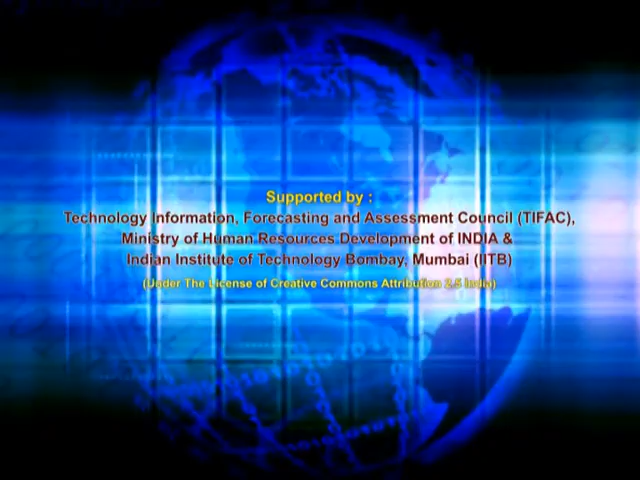 Supported by :
Technology Information, Forecasting and Assessment Council (TIFAC),
Ministry of Human Resources Development of INDIA &
Indian Institute of Technology Bombay, Mumbai (IITB)
(Under The License of Creative Commons Attribution 2.5 India)